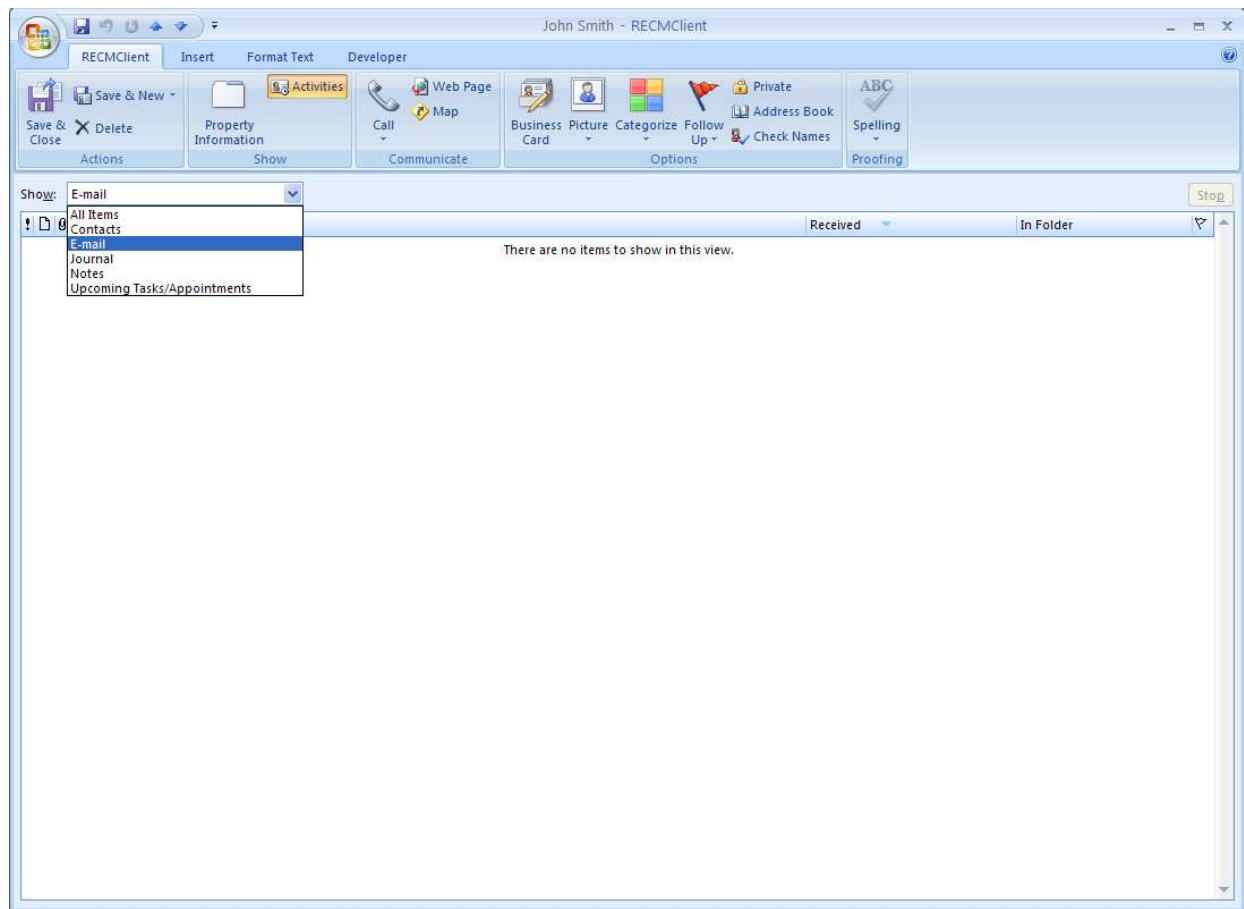 John Smith - RECMClient
RECMClient Insert Format Text Developer
Save & Close
Save & New
Delete
Actions
Property Information
Activities
Show
Call
Web Page
Map
Communicate
Business Card
Picture
Categorize
Follow Up
Private
Address Book
Check Names
Options
ABC
Spelling
Proofing
Show: E-mail
Stop
Received In Folder
All Items
Contacts
E-mail
Journal
Notes
Upcoming Tasks/Appointments
There are no items to show in this view.